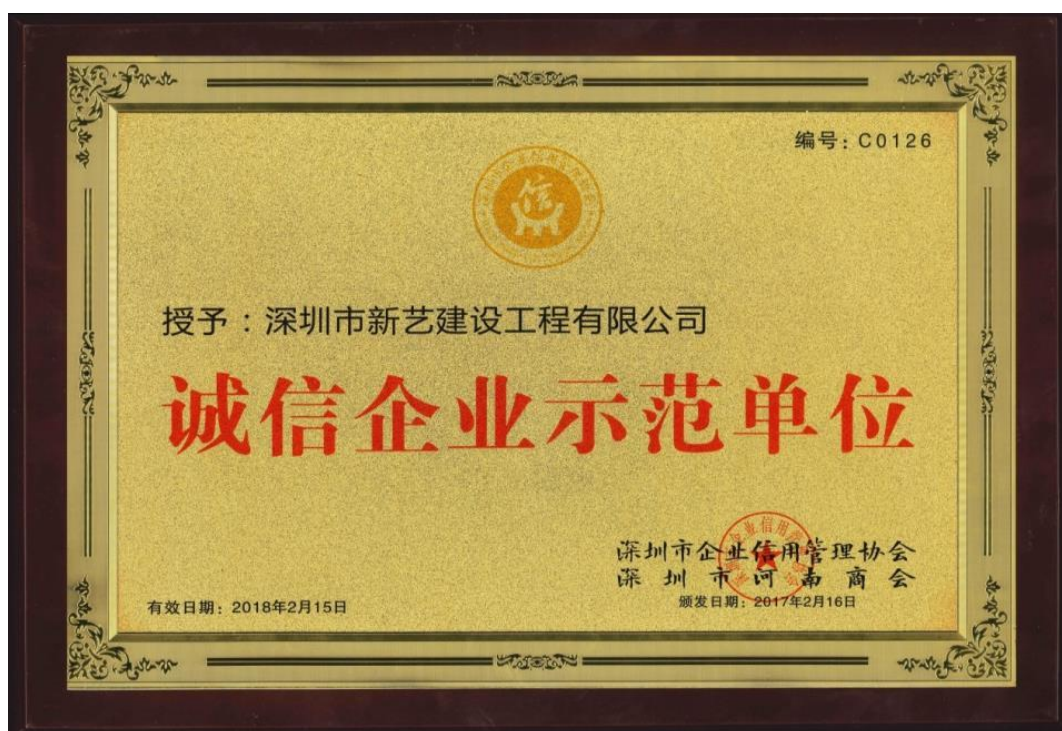 编号：C0126
信
授予：深圳市新艺建设工程有限公司
诚信企业示范单位
深圳市企业信用管理协会
深圳市河南商会
有效日期：2018年2月15日
颁发日期：2017年2月16日